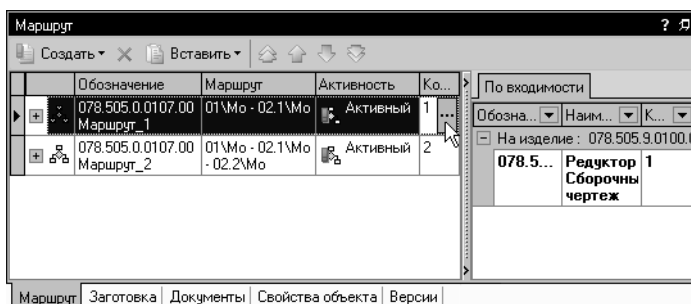 Маршрут
Создать Вставить
Обозначение Маршрут Активность Ко...
078.505.0.0107.00 Маршрут_1 01\Мо - 02.1\Мо Активный 1 ...
078.505.0.0107.00 Маршрут_2 01\Мо - 02.1\Мо - 02.2\Мо Активный 2
По входимости
Обозна... Наим... К...
На изделие : 078.505.9.0100.
078.5... Редуктор Сборочны чертеж 1
Маршрут Заготовка Документы Свойства объекта Версии